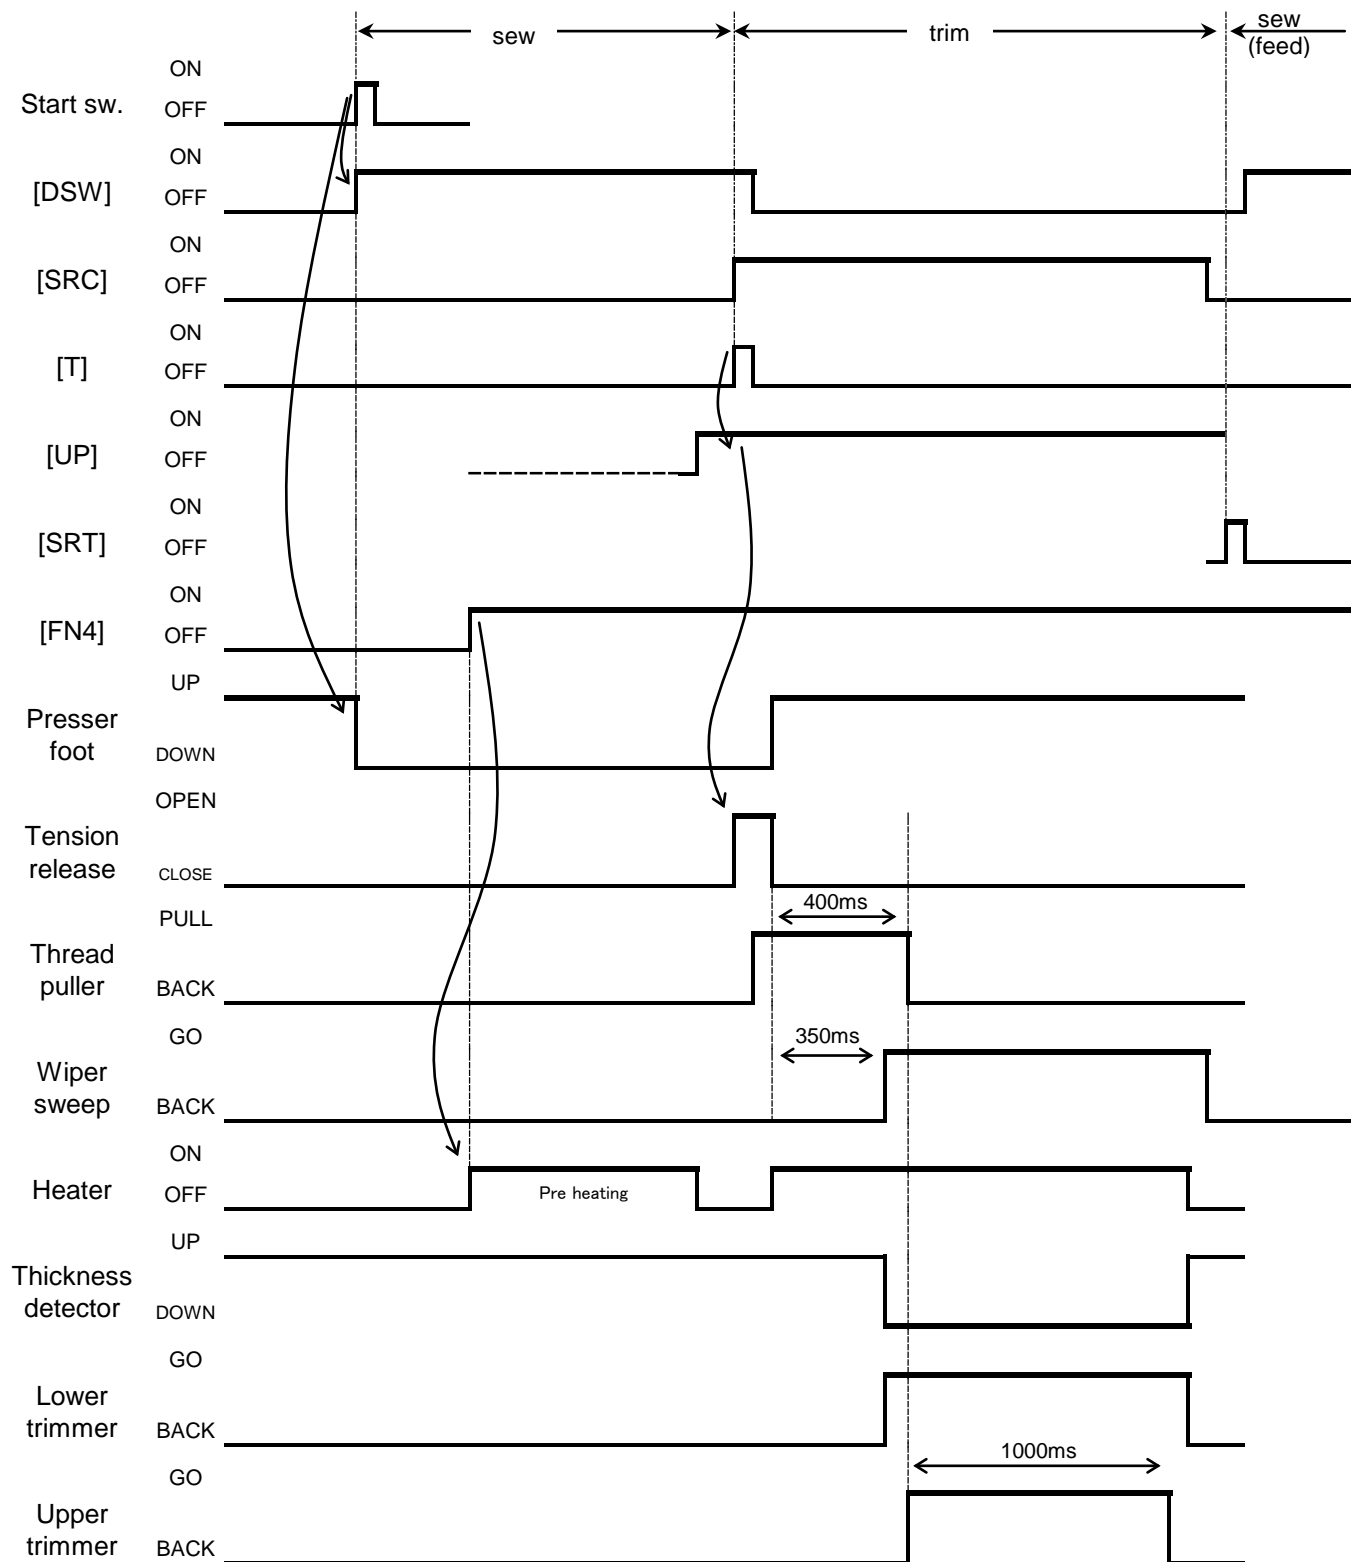 sew
trim
sew
(feed)
ON
Start sw.
OFF
ON
[DSW]
OFF
ON
[SRC]
OFF
ON
[T]
OFF
ON
[UP]
OFF
ON
[SRT]
OFF
ON
[FN4]
OFF
UP
Presser
foot
DOWN
OPEN
Tension
release
CLOSE
PULL
400ms
Thread
puller
BACK
GO
350ms
Wiper
sweep
BACK
ON
Heater
OFF
Pre heating
UP
Thickness
detector
DOWN
GO
Lower
trimmer
BACK
1000ms
GO
Upper
trimmer
BACK